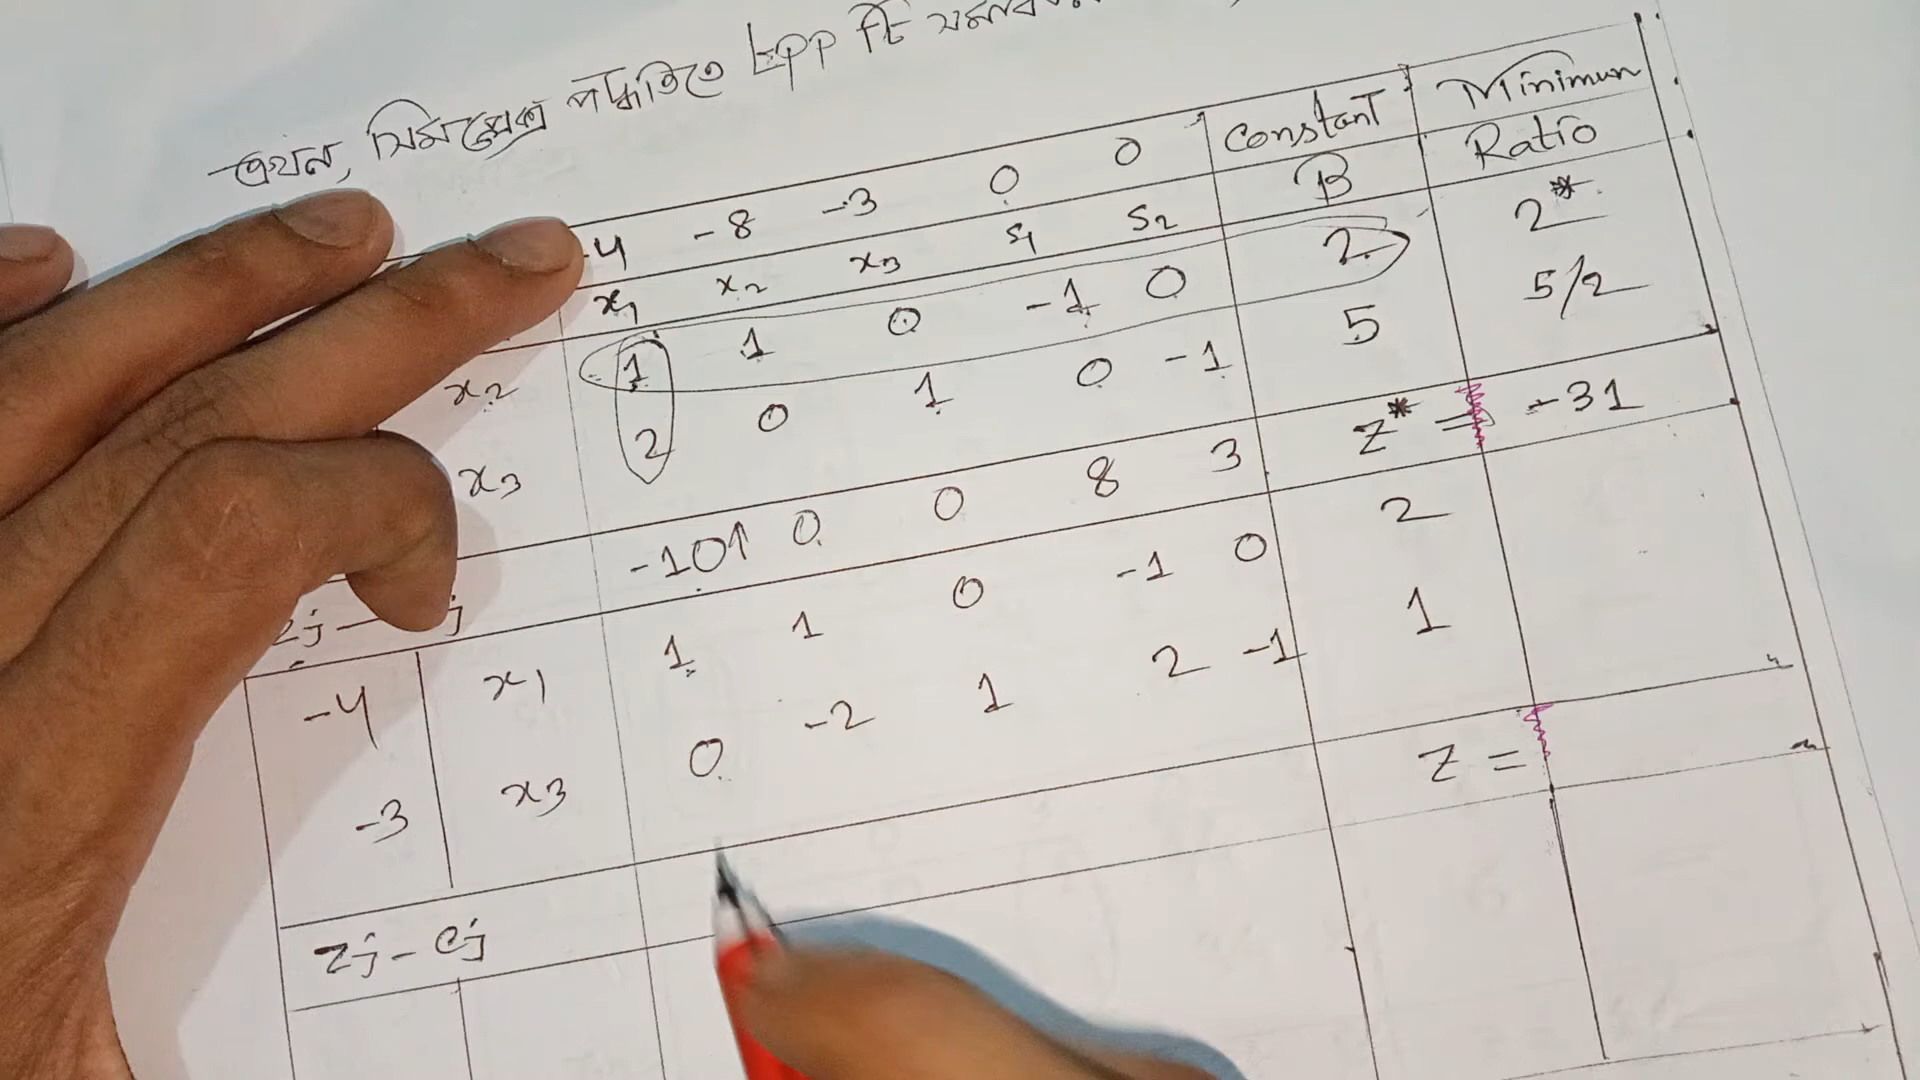 এখন, সিমপ্লেক্স পদ্ধতিতে Lpp টি
4 -8 -3 0 0 Constant Minimun
x1 x2 x3 S1 S2 B Ratio
x2 1 1 0 -1 0 2 2*
x3 2 0 1 0 -1 5 5/2
zj - cj -10↑ 0 0 8 3 Z* = -31
-4 x1 1 1 0 -1 0 2
-3 x3 0 -2 1 2 -1 1
zj - cj Z =